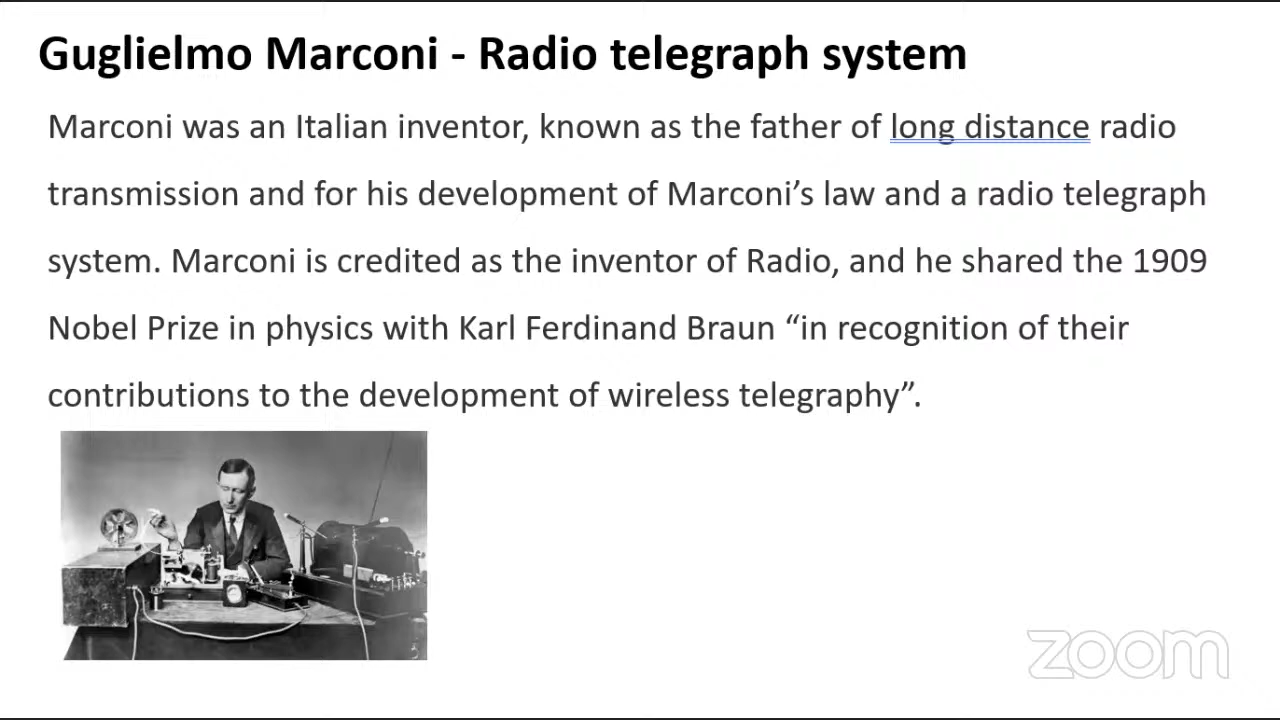 Guglielmo Marconi - Radio telegraph system
Marconi was an Italian inventor, known as the father of long distance radio
transmission and for his development of Marconi’s law and a radio telegraph
system. Marconi is credited as the inventor of Radio, and he shared the 1909
Nobel Prize in physics with Karl Ferdinand Braun “in recognition of their
contributions to the development of wireless telegraphy”.
zoom